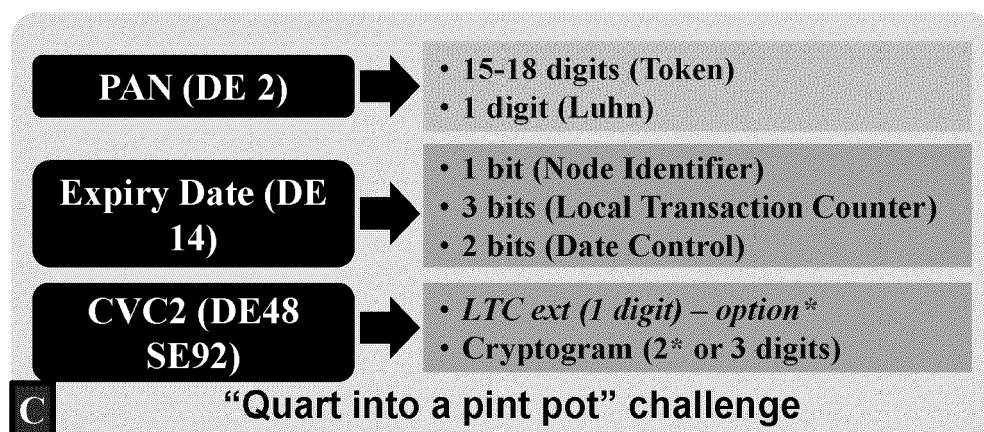 PAN (DE 2)
• 15-18 digits (Token)
• 1 digit (Luhn)
Expiry Date (DE
14)
• 1 bit (Node Identifier)
• 3 bits (Local Transaction Counter)
• 2 bits (Date Control)
CVC2 (DE48
SE92)
• LTC ext (1 digit) – option*
• Cryptogram (2* or 3 digits)
C
“Quart into a pint pot” challenge